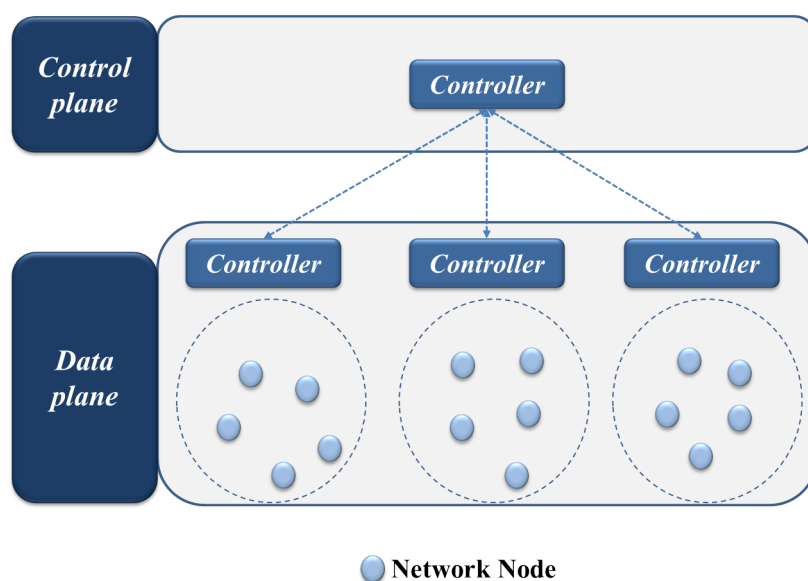 Control
plane
Controller
Controller
Controller
Controller
Data
plane
Network Node